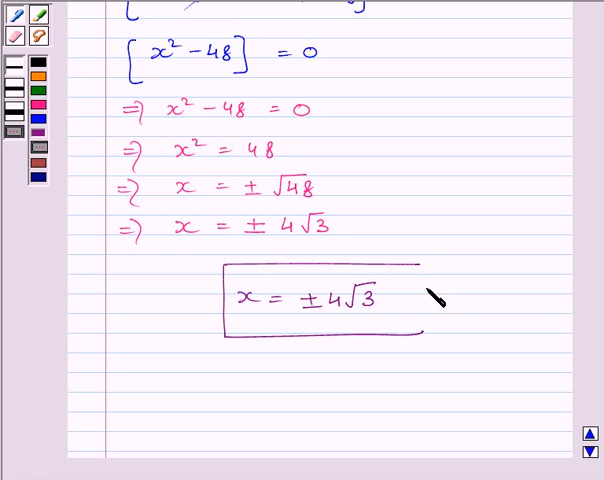 [x² - 48] = 0
⇒ x² - 48 = 0
⇒ x² = 48
⇒ x = ± √48
⇒ x = ± 4√3
x = ± 4√3